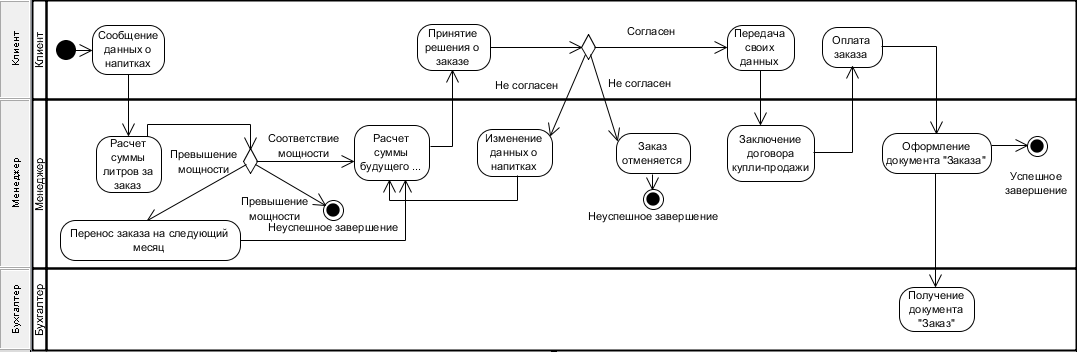 Клиент
Клиент
Сообщение
данных о
напитках
Принятие
решения о
заказе
Согласен
Не согласен
Не согласен
Передача
своих
данных
Оплата
заказа
Менеджер
Менеджер
Расчет
суммы
литров за
заказ
Превышение
мощности
Соответствие
мощности
Превышение
мощности
Неуспешное завершение
Перенос заказа на следующий
месяц
Расчет
суммы
будущего ...
Изменение
данных о
напитках
Заказ
отменяется
Неуспешное завершение
Заключение
договора
купли-продажи
Оформление
документа "Заказа"
Успешное
завершение
Бухгалтер
Бухгалтер
Получение
документа
"Заказ"